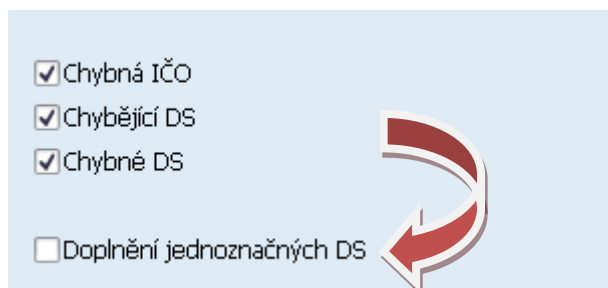 Chybná IČO
Chybějící DS
Chybné DS
Doplnění jednoznačných DS